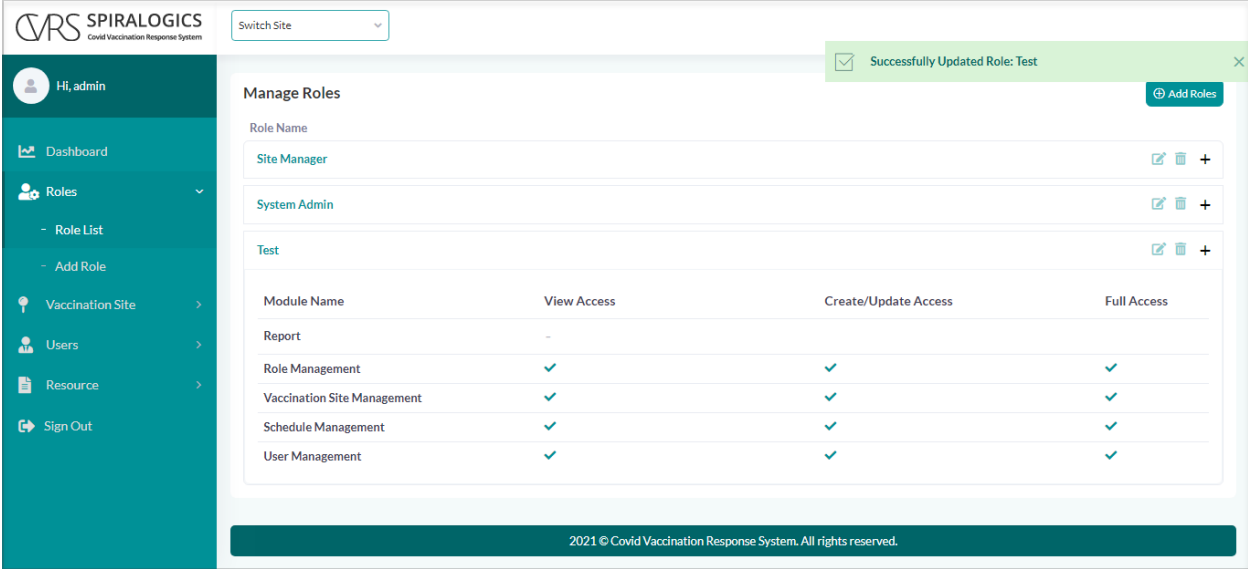 CVRS SPIRALOGICS
Covid Vaccination Response System
Switch Site
Successfully Updated Role: Test
Hi, admin
Dashboard
Roles
- Role List
- Add Role
Vaccination Site
Users
Resource
Sign Out
Manage Roles
Add Roles
Role Name
Site Manager
System Admin
Test
Module Name View Access Create/Update Access Full Access
Report -
Role Management
Vaccination Site Management
Schedule Management
User Management
2021 © Covid Vaccination Response System. All rights reserved.